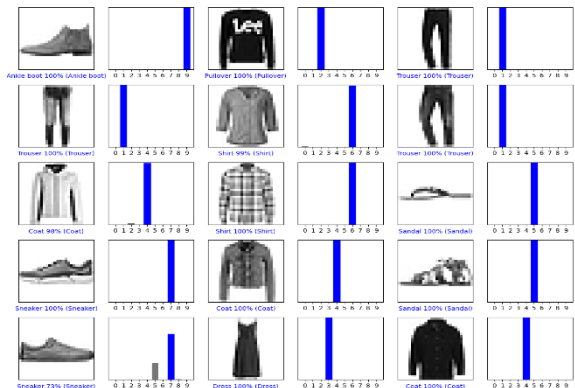 Lee
0 1 2 3 4 5 6 7 8 9 0 1 2 3 4 5 6 7 8 9 0 1 2 3 4 5 6 7 8 9
Ankle boot 100% (Ankle boot) Pullover 100% (Pullover) Trouser 100% (Trouser)
0 1 2 3 4 5 6 7 8 9 0 1 2 3 4 5 6 7 8 9 0 1 2 3 4 5 6 7 8 9
Trouser 100% (Trouser) Shirt 99% (Shirt) Trouser 100% (Trouser)
0 1 2 3 4 5 6 7 8 9 0 1 2 3 4 5 6 7 8 9 0 1 2 3 4 5 6 7 8 9
Coat 98% (Coat) Shirt 100% (Shirt) Sandal 100% (Sandal)
0 1 2 3 4 5 6 7 8 9 0 1 2 3 4 5 6 7 8 9 0 1 2 3 4 5 6 7 8 9
Sneaker 100% (Sneaker) Coat 100% (Coat) Sandal 100% (Sandal)
0 1 2 3 4 5 6 7 8 9 0 1 2 3 4 5 6 7 8 9 0 1 2 3 4 5 6 7 8 9
Sneaker 73% (Sneaker) Dress 100% (Dress) Coat 100% (Coat)